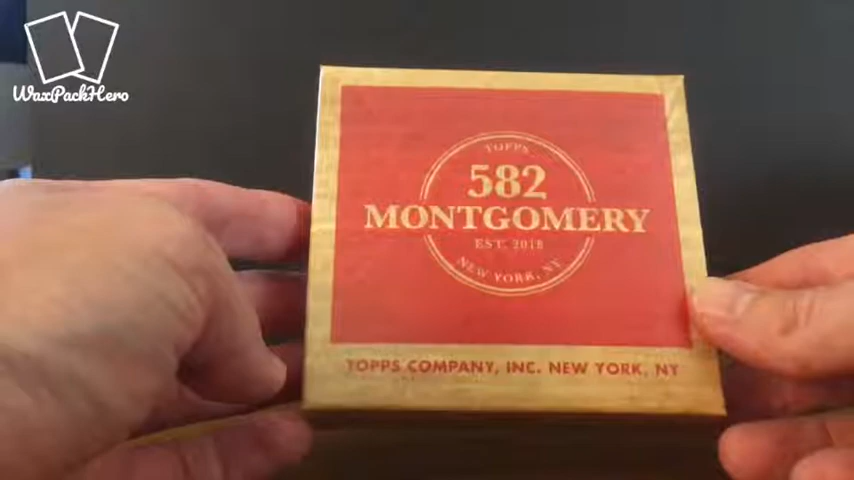 WaxPackHero
TOPPS
582
MONTGOMERY
EST. 2018
NEW YORK, NY
TOPPS COMPANY, INC. NEW YORK, NY